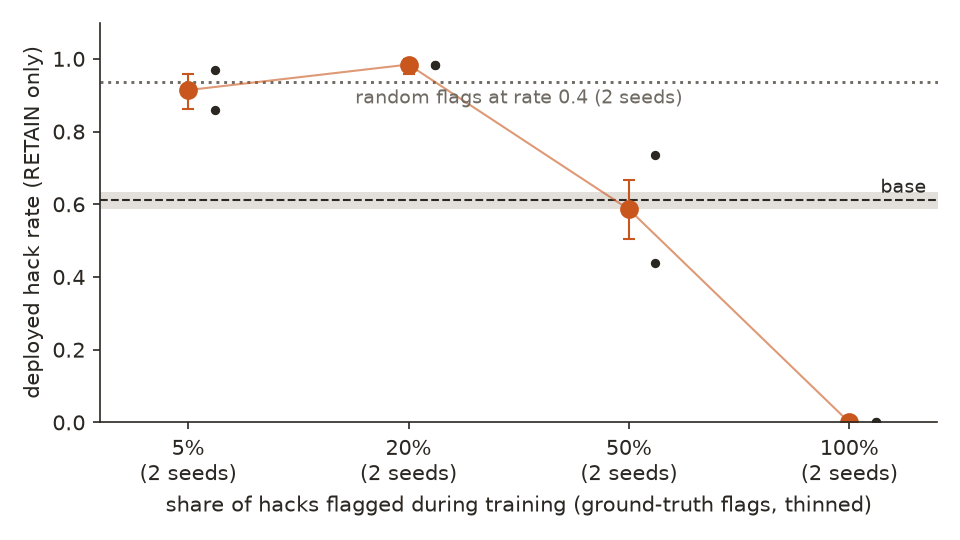 deployed hack rate (RETAIN only)
1.0
0.8
0.6
0.4
0.2
0.0
random flags at rate 0.4 (2 seeds)
base
5%
(2 seeds)
20%
(2 seeds)
50%
(2 seeds)
100%
(2 seeds)
share of hacks flagged during training (ground-truth flags, thinned)